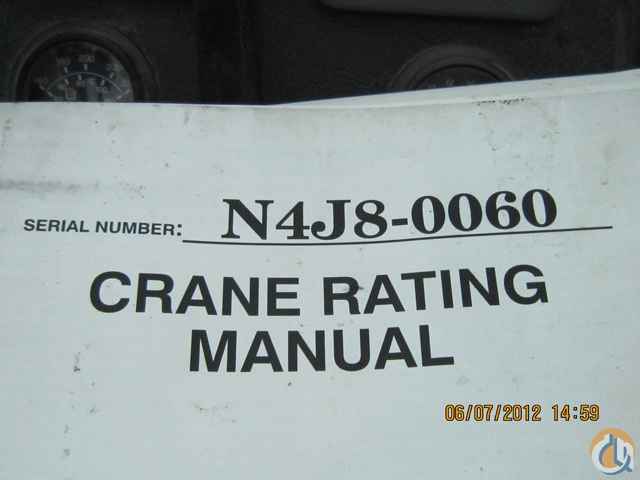 SERIAL NUMBER: N4J8-0060
CRANE RATING
MANUAL
06/07/2012 14:59